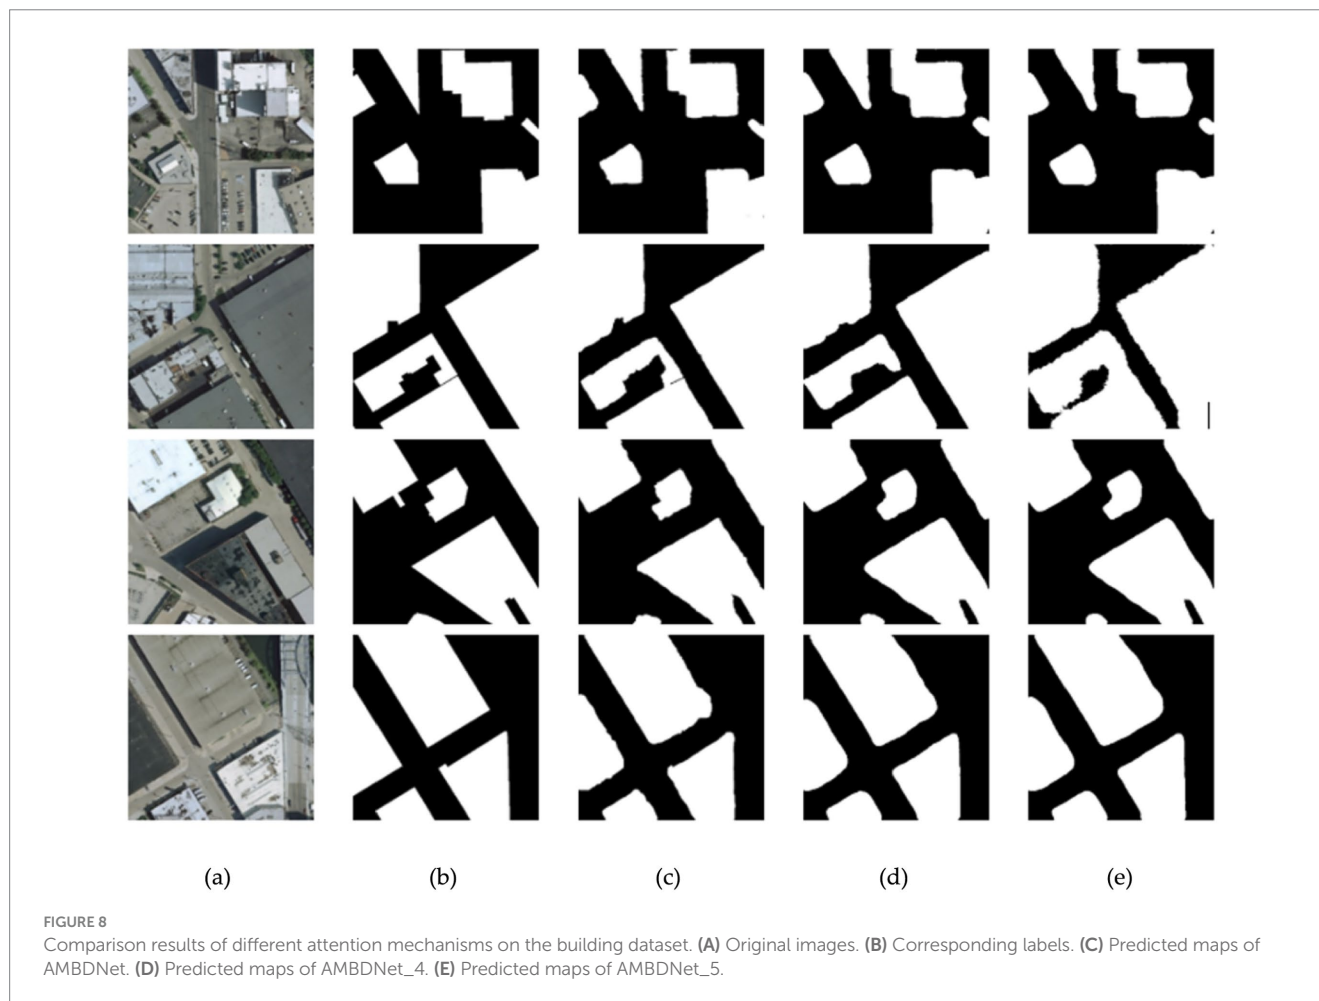 (a)
(b)
(c)
(d)
(e)
FIGURE 8
Comparison results of different attention mechanisms on the building dataset. (A) Original images. (B) Corresponding labels. (C) Predicted maps of
AMBDNet. (D) Predicted maps of AMBDNet_4. (E) Predicted maps of AMBDNet_5.